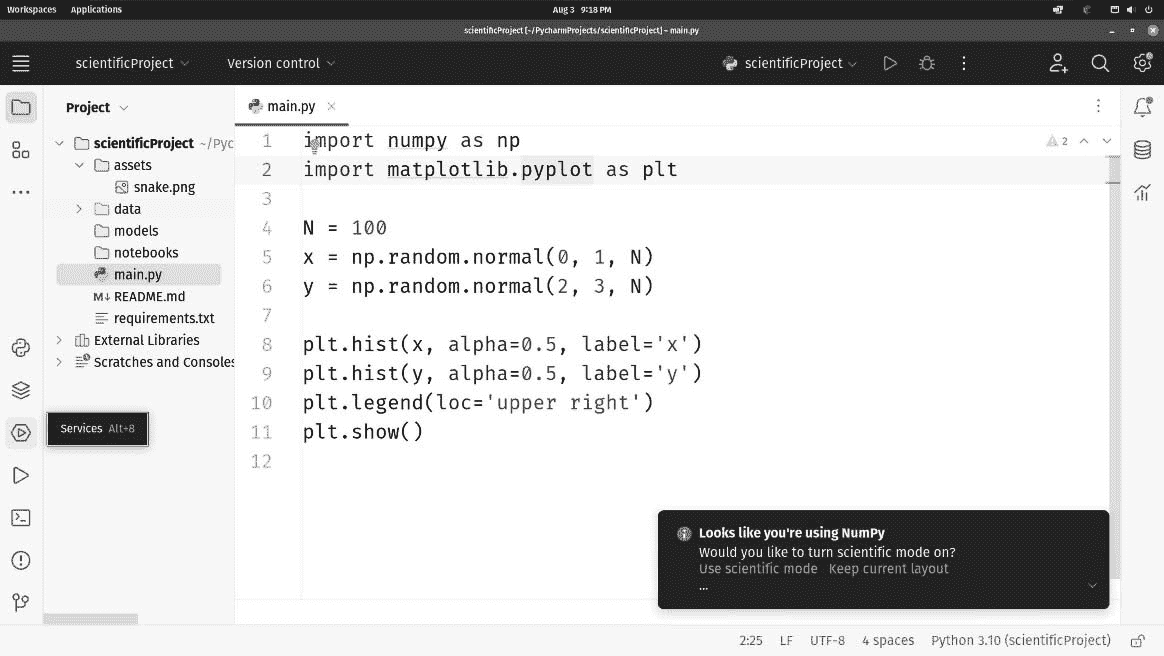 Workspaces Applications Aug 3 9:18 PM
scientificProject [~/PycharmProjects/scientificProject] – main.py
scientificProject Version control scientificProject
Project
main.py
scientificProject ~/Pyc
assets
snake.png
data
models
notebooks
main.py
README.md
requirements.txt
External Libraries
Scratches and Consoles
Services Alt+8
1 import numpy as np
2 import matplotlib.pyplot as plt
3
4 N = 100
5 x = np.random.normal(0, 1, N)
6 y = np.random.normal(2, 3, N)
7
8 plt.hist(x, alpha=0.5, label='x')
9 plt.hist(y, alpha=0.5, label='y')
10 plt.legend(loc='upper right')
11 plt.show()
12
2
Looks like you're using NumPy
Would you like to turn scientific mode on?
Use scientific mode Keep current layout
...
2:25 LF UTF-8 4 spaces Python 3.10 (scientificProject)